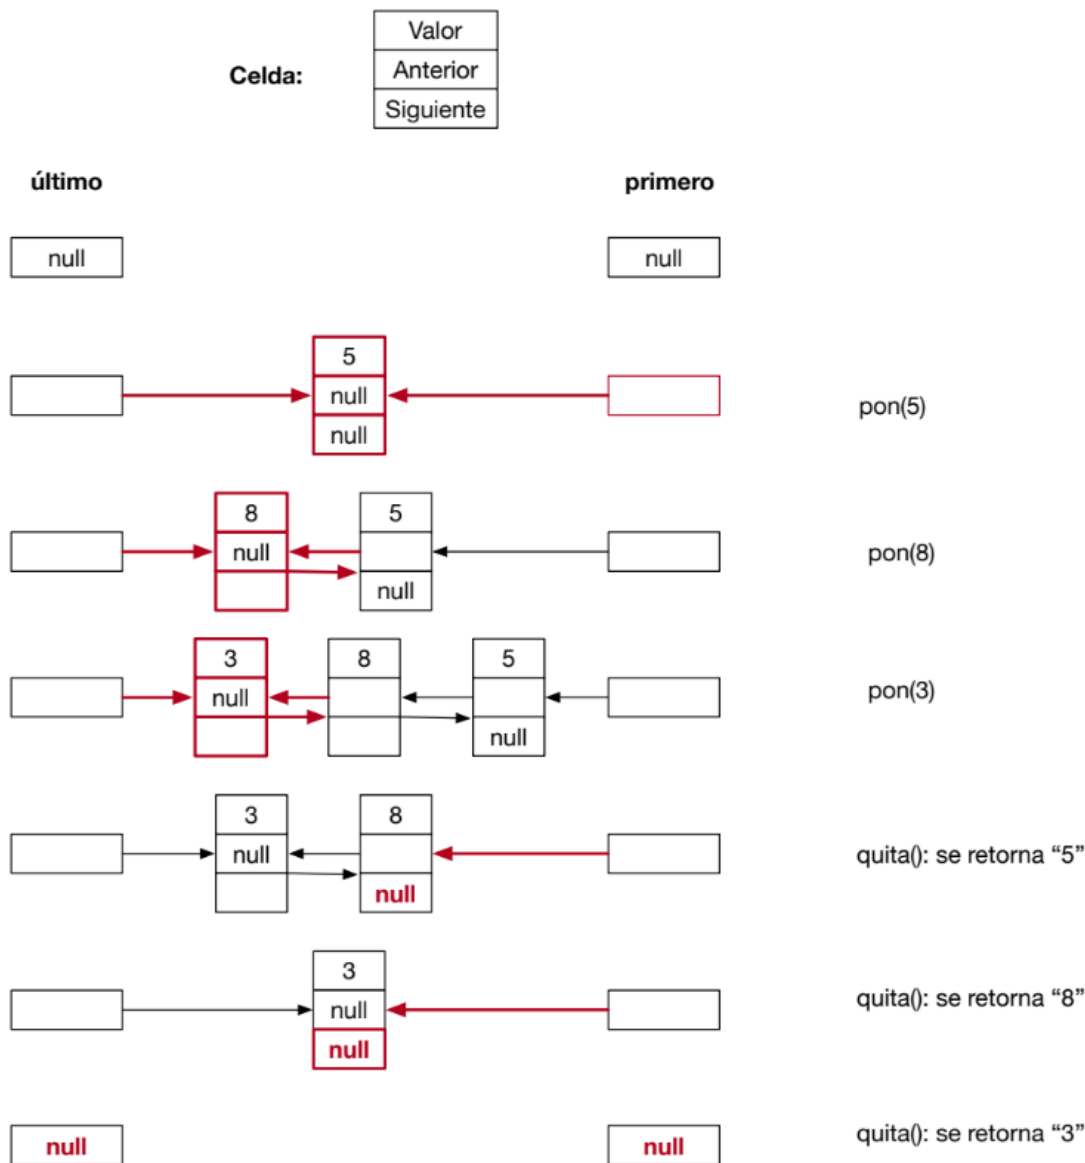 Valor
Celda:
Anterior
Siguiente
último primero
null null
5
null
null
pon(5)
8 5
null
null
pon(8)
3 8 5
null
null
pon(3)
3 8
null
null
quita(): se retorna “5”
3
null
null
quita(): se retorna “8”
null null
quita(): se retorna “3”